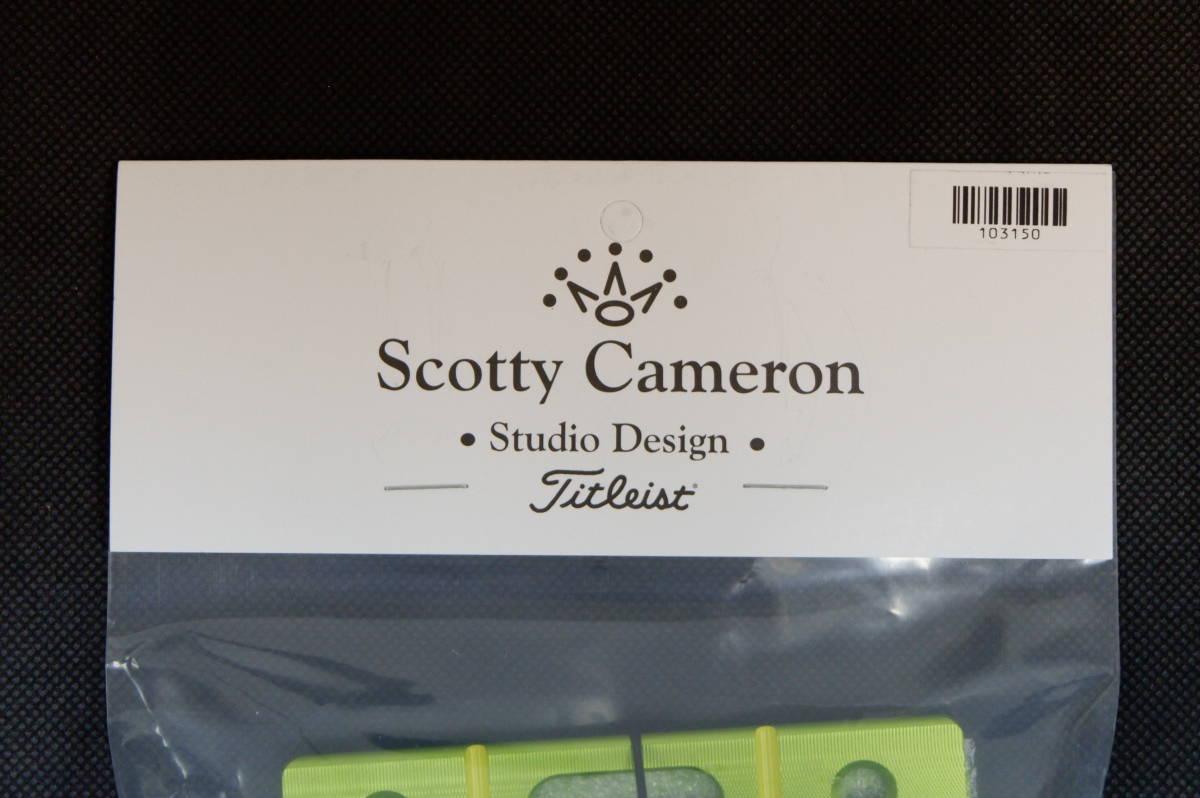 103150
Scotty Cameron
• Studio Design •
Titleist®